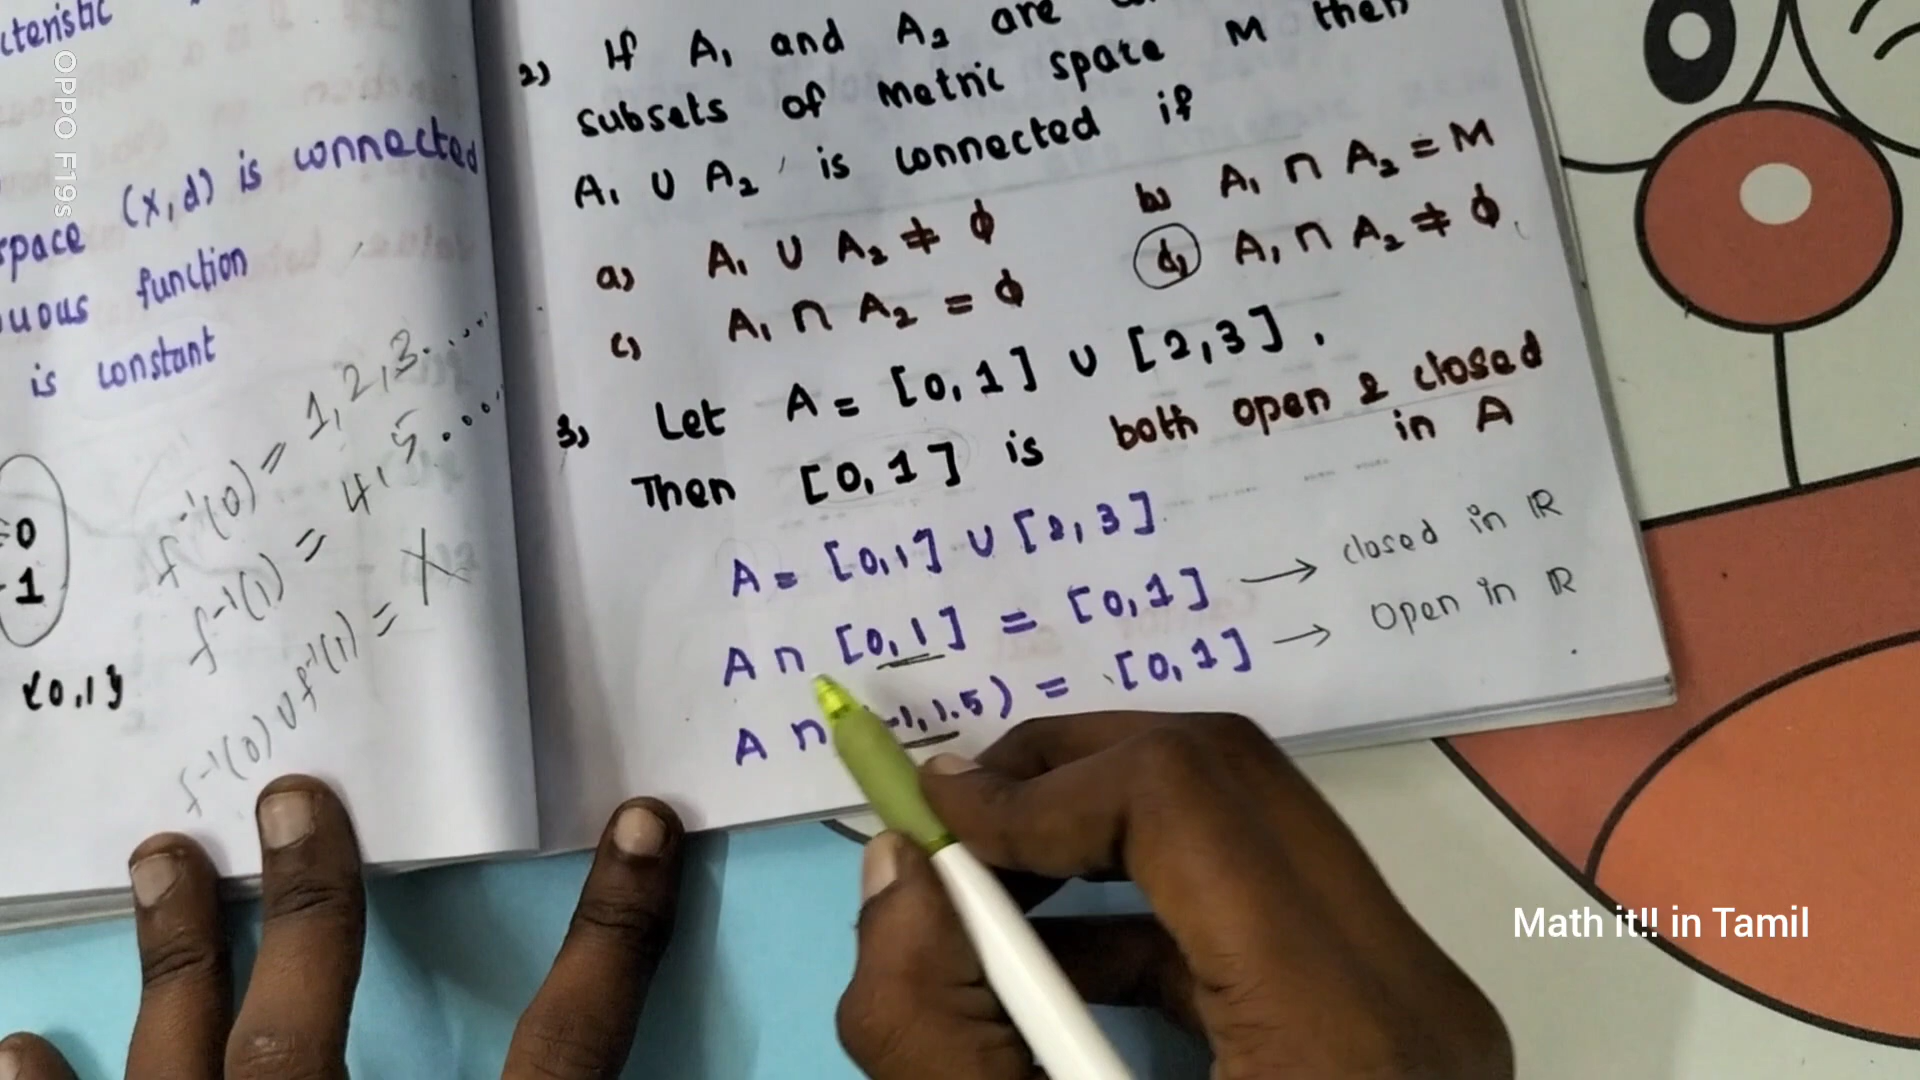 OPPO F19s
cteristic
space (x,d) is connected
uous function
is constant
f⁻¹(0) = 1, 2, 3.....
f⁻¹(1) = 4, 5.....
f⁻¹(0) ∪ f⁻¹(1) = X
=0
1
{0,1}
2) If A₁ and A₂ are
subsets of metric space M then
A₁ ∪ A₂ is connected if
a) A₁ ∪ A₂ ≠ ϕ
b) A₁ ∩ A₂ = M
c) A₁ ∩ A₂ = ϕ
d) A₁ ∩ A₂ ≠ ϕ.
3) Let A = [0,1] ∪ [2,3].
Then [0,1] is both open & closed
in A
A = [0,1] ∪ [2,3].
A ∩ [0,1] = [0,1] → closed in ℝ
A ∩ -1, 1.5) = [0,1] → Open in ℝ
Math it!! in Tamil